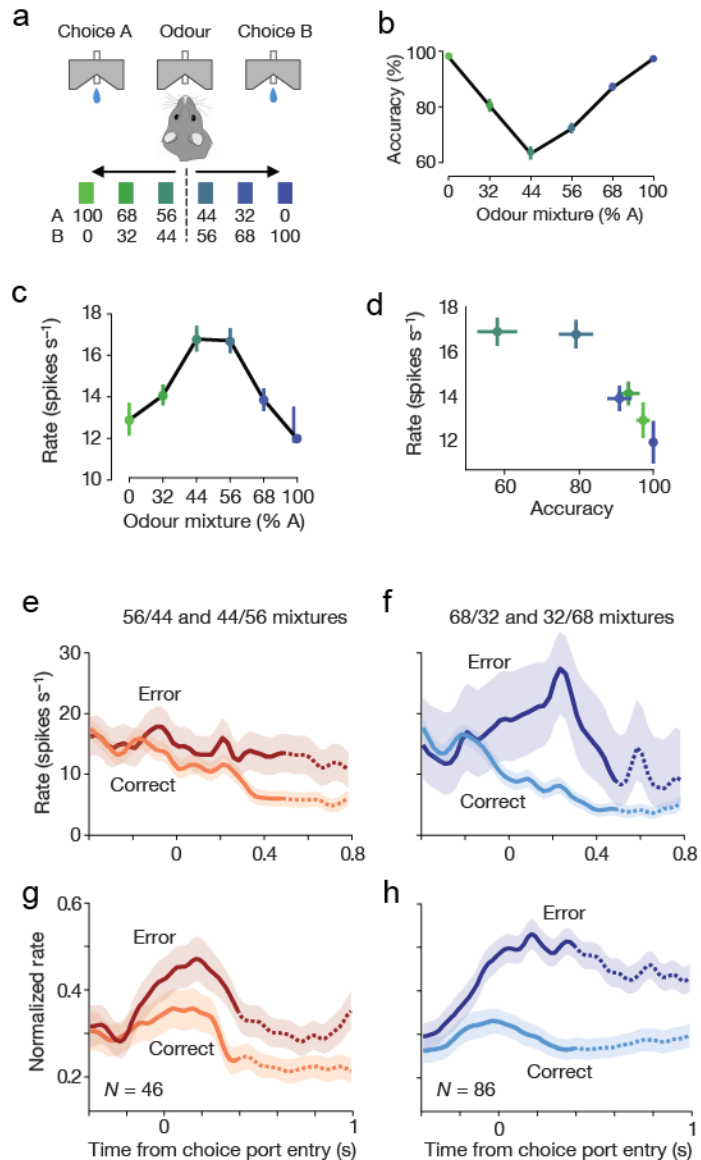 a
Choice A Odour Choice B
100 68 56 44 32 0
A
B 0 32 44 56 68 100
b
Accuracy (%)
100
80
60
0 32 44 56 68 100
Odour mixture (% A)
c
Rate (spikes s⁻¹)
18
16
14
12
10
0 32 44 56 68 100
Odour mixture (% A)
d
Rate (spikes s⁻¹)
18
16
14
12
60 80 100
Accuracy
e
56/44 and 44/56 mixtures
Rate (spikes s⁻¹)
30
20
10
0
Error
Correct
0 0.4 0.8
f
68/32 and 32/68 mixtures
Error
Correct
0 0.4 0.8
g
Normalized rate
0.6
0.4
0.2
Error
Correct
N = 46
0 1
Time from choice port entry (s)
h
Error
Correct
N = 86
0 1
Time from choice port entry (s)